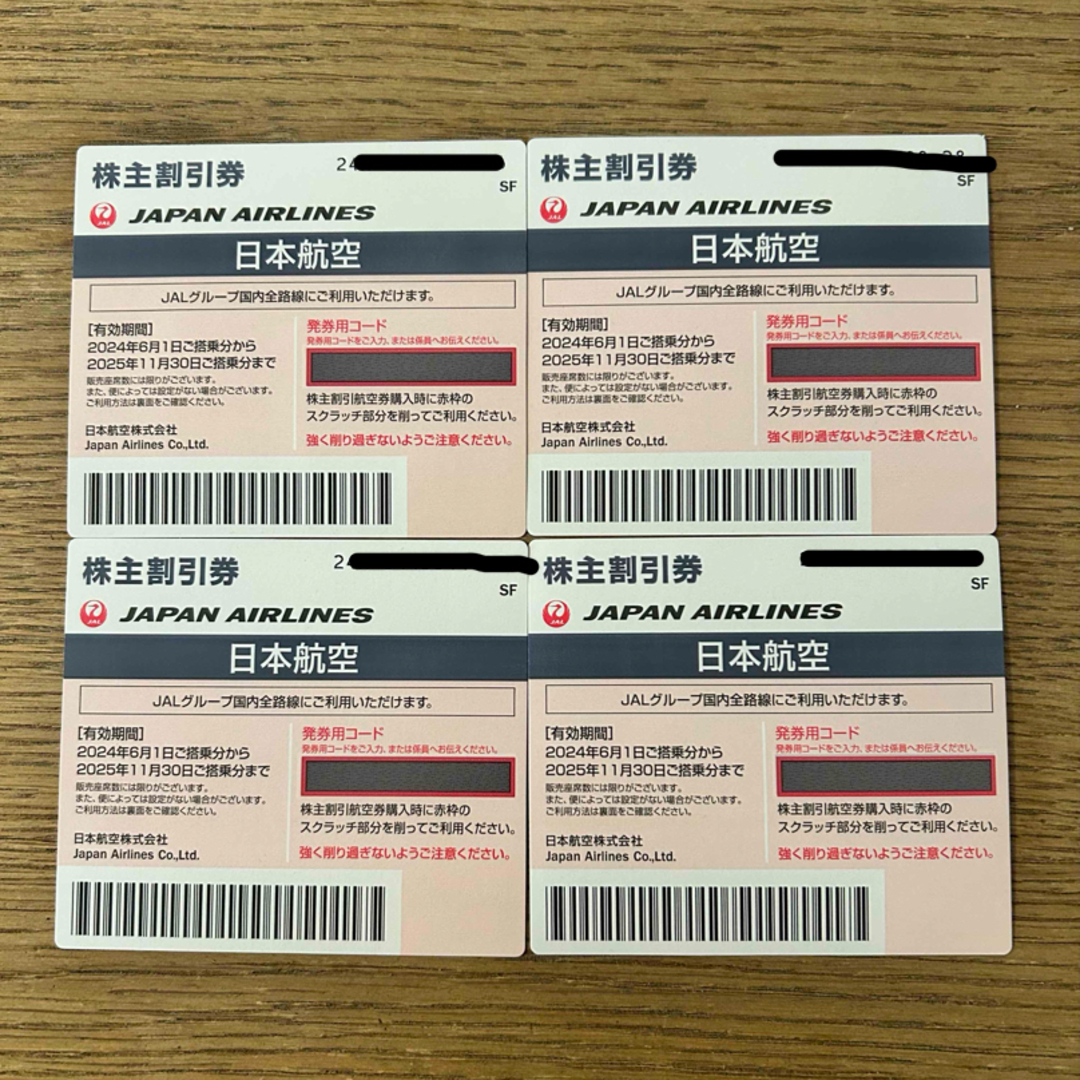 株主割引券
24
SF
JAL
JAPAN AIRLINES
日本航空
JALグループ国内全路線にご利用いただけます。
[有効期間]
2024年6月1日ご搭乗分から
2025年11月30日ご搭乗分まで
販売座席数には限りがございます。
また、便によっては設定がない場合がございます。
ご利用方法は裏面をご確認ください。
日本航空株式会社
Japan Airlines Co.,Ltd.
発券用コード
発券用コードをご入力、または係員へお伝えください。
株主割引航空券購入時に赤枠の
スクラッチ部分を削ってご利用ください。
強く削り過ぎないようご注意ください。
株主割引券
SF
JAL
JAPAN AIRLINES
日本航空
JALグループ国内全路線にご利用いただけます。
[有効期間]
2024年6月1日ご搭乗分から
2025年11月30日ご搭乗分まで
販売座席数には限りがございます。
また、便によっては設定がない場合がございます。
ご利用方法は裏面をご確認ください。
日本航空株式会社
Japan Airlines Co.,Ltd.
発券用コード
発券用コードをご入力、または係員へお伝えください。
株主割引航空券購入時に赤枠の
スクラッチ部分を削ってご利用ください。
強く削り過ぎないようご注意ください。
株主割引券
2
SF
JAL
JAPAN AIRLINES
日本航空
JALグループ国内全路線にご利用いただけます。
[有効期間]
2024年6月1日ご搭乗分から
2025年11月30日ご搭乗分まで
販売座席数には限りがございます。
また、便によっては設定がない場合がございます。
ご利用方法は裏面をご確認ください。
日本航空株式会社
Japan Airlines Co.,Ltd.
発券用コード
発券用コードをご入力、または係員へお伝えください。
株主割引航空券購入時に赤枠の
スクラッチ部分を削ってご利用ください。
強く削り過ぎないようご注意ください。
株主割引券
SF
JAL
JAPAN AIRLINES
日本航空
JALグループ国内全路線にご利用いただけます。
[有効期間]
2024年6月1日ご搭乗分から
2025年11月30日ご搭乗分まで
販売座席数には限りがございます。
また、便によっては設定がない場合がございます。
ご利用方法は裏面をご確認ください。
日本航空株式会社
Japan Airlines Co.,Ltd.
発券用コード
発券用コードをご入力、または係員へお伝えください。
株主割引航空券購入時に赤枠の
スクラッチ部分を削ってご利用ください。
強く削り過ぎないようご注意ください。